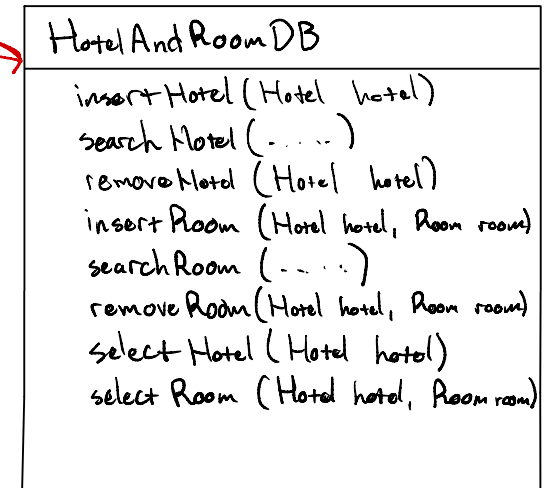 HotelAndRoomDB
insertHotel(Hotel hotel)
searchHotel(.....)
removeHotel(Hotel hotel)
insertRoom(Hotel hotel, Room room)
searchRoom(.....)
removeRoom(Hotel hotel, Room room)
selectHotel(Hotel hotel)
selectRoom(Hotel hotel, Room room)